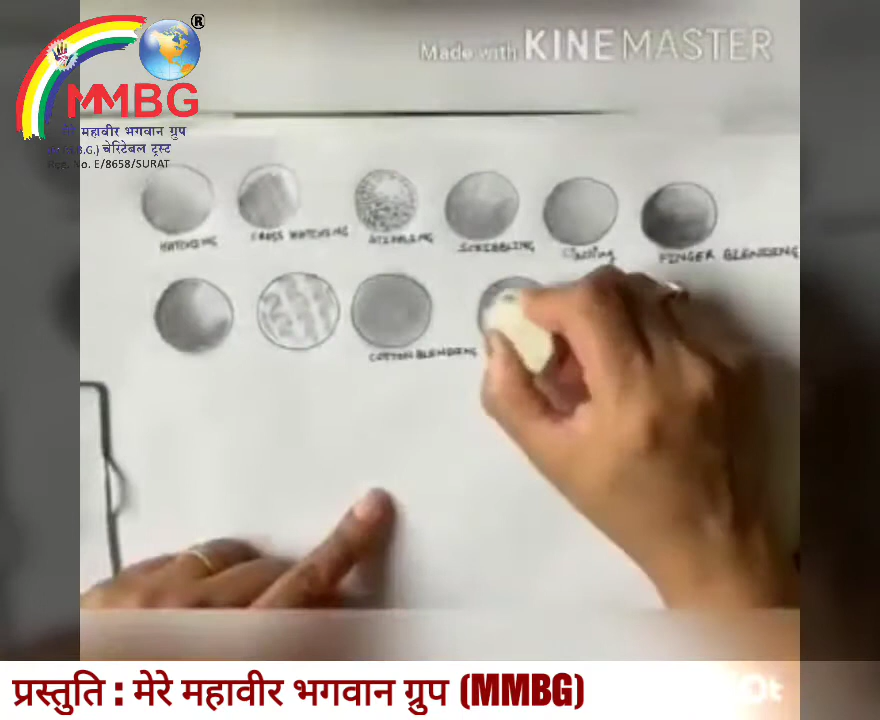 ®
Made with KINEMASTER
MMBG
मेरे महावीर भगवान ग्रुप
चेरिटेबल ट्रस्ट
Reg. No. E/8658/SURAT
HATCHING
CROSS HATCHING
SCRIBBLING
FINGER BLENDING
COTTON BLENDING
प्रस्तुति : मेरे महावीर भगवान ग्रुप (MMBG)